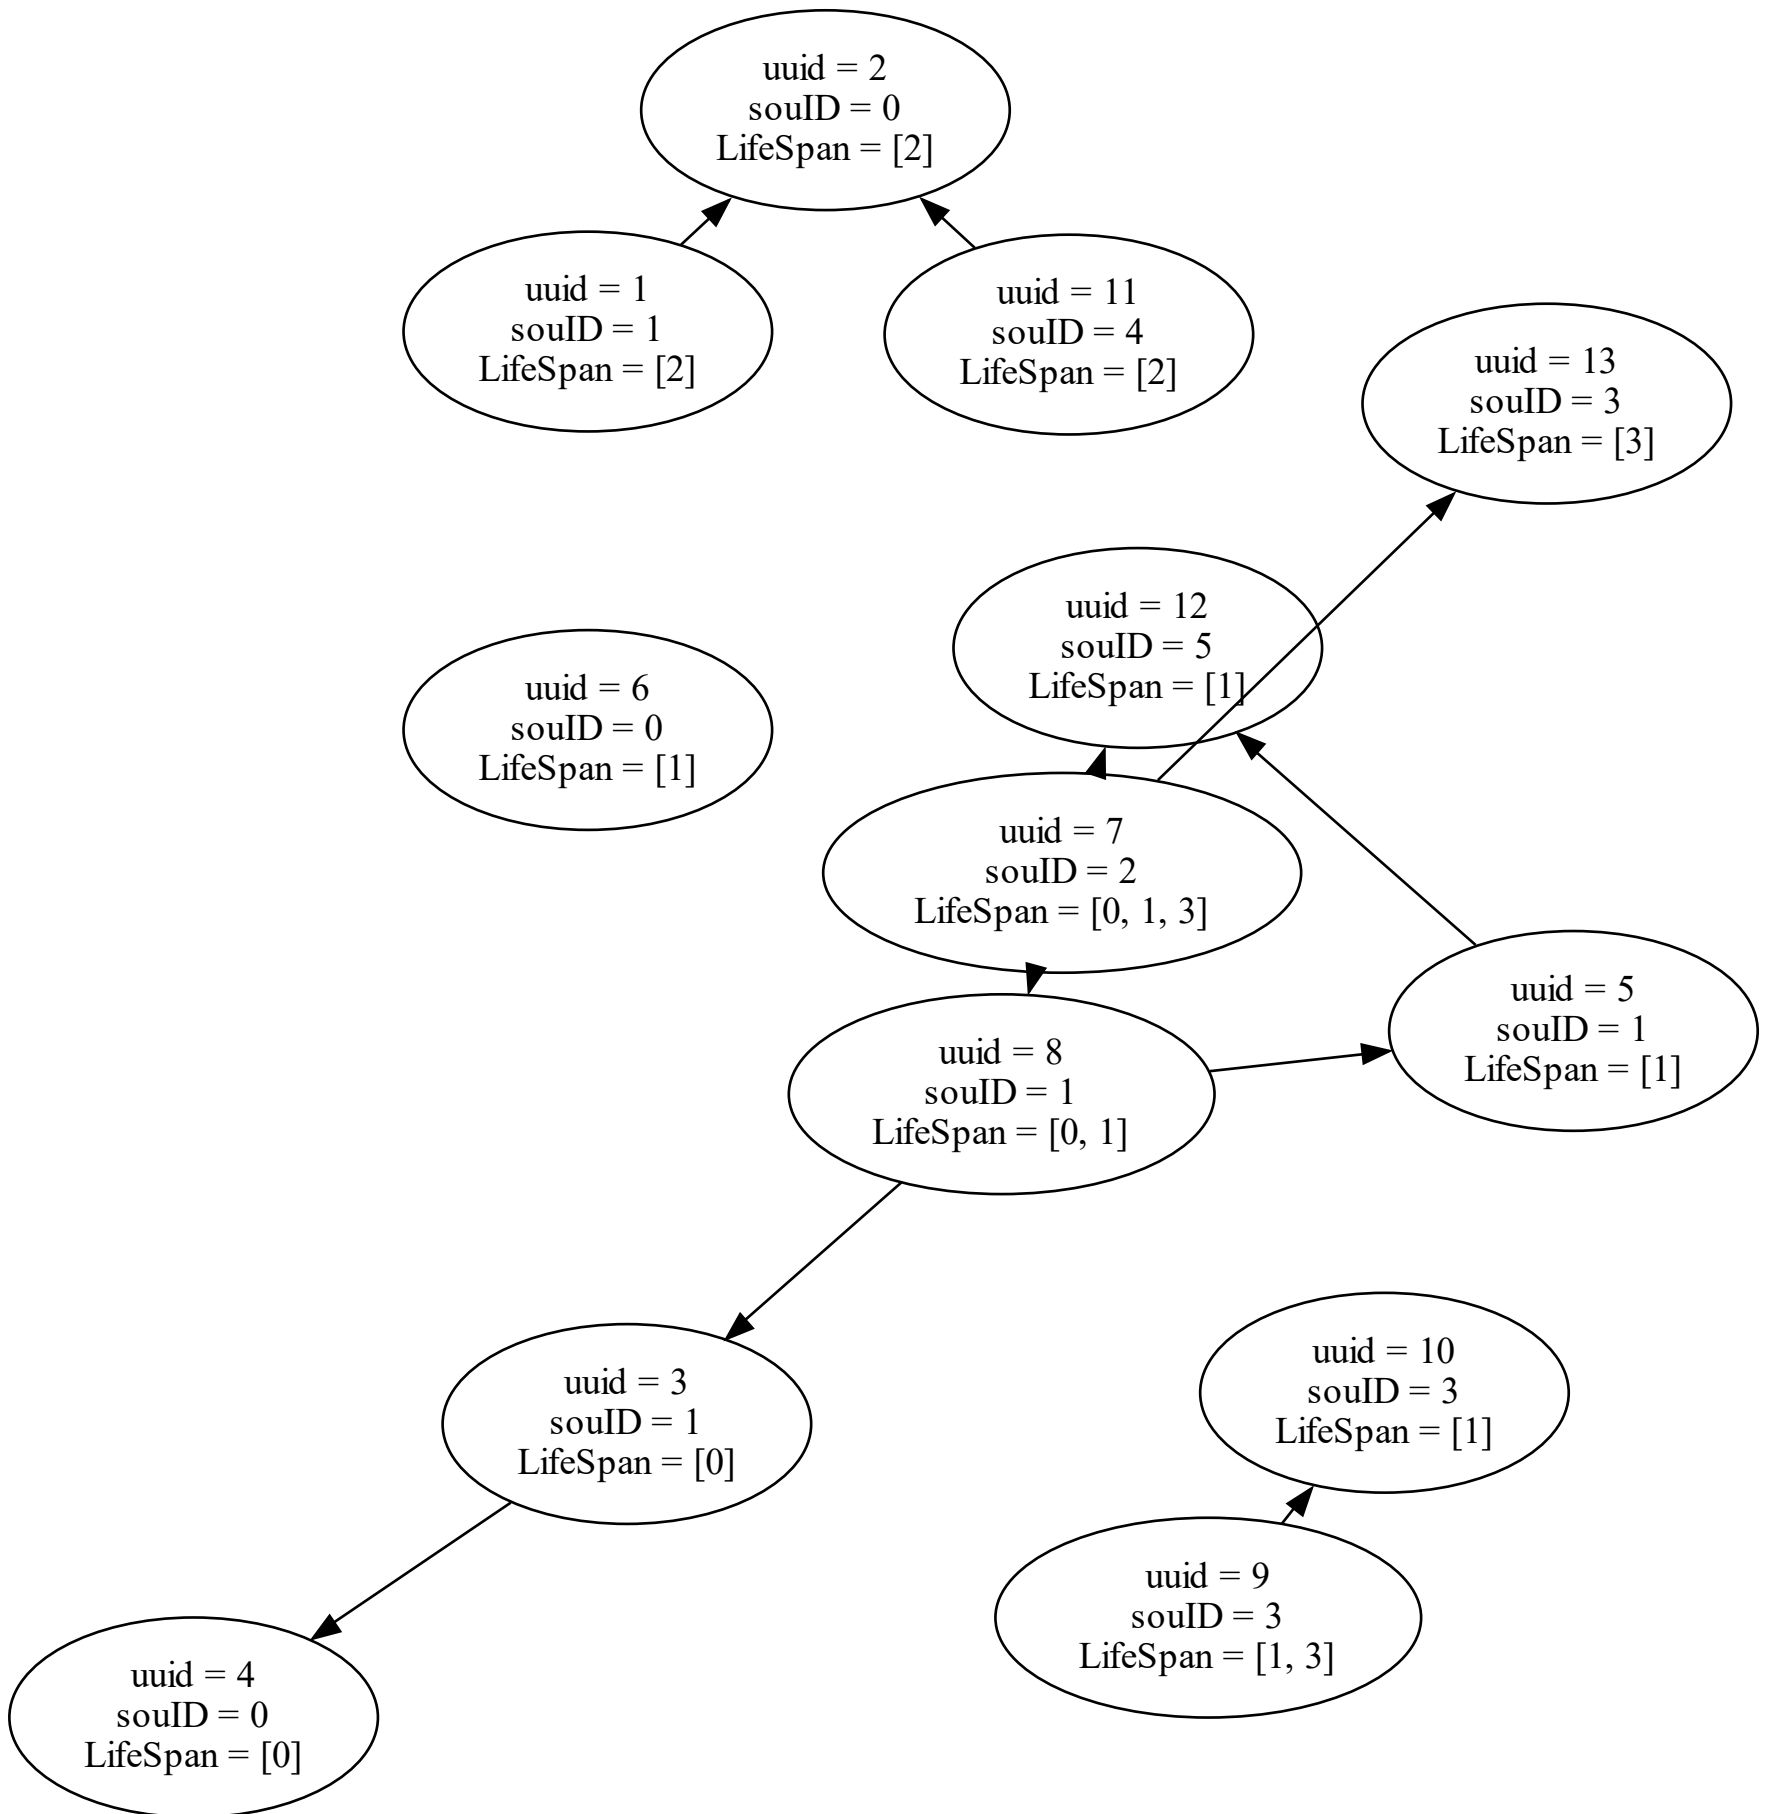 uuid = 2
souID = 0
LifeSpan = [2]
uuid = 1
souID = 1
LifeSpan = [2]
uuid = 11
souID = 4
LifeSpan = [2]
uuid = 13
souID = 3
LifeSpan = [3]
uuid = 12
souID = 5
LifeSpan = [1]
uuid = 6
souID = 0
LifeSpan = [1]
uuid = 7
souID = 2
LifeSpan = [0, 1, 3]
uuid = 5
souID = 1
LifeSpan = [1]
uuid = 8
souID = 1
LifeSpan = [0, 1]
uuid = 10
souID = 3
LifeSpan = [1]
uuid = 3
souID = 1
LifeSpan = [0]
uuid = 9
souID = 3
LifeSpan = [1, 3]
uuid = 4
souID = 0
LifeSpan = [0]